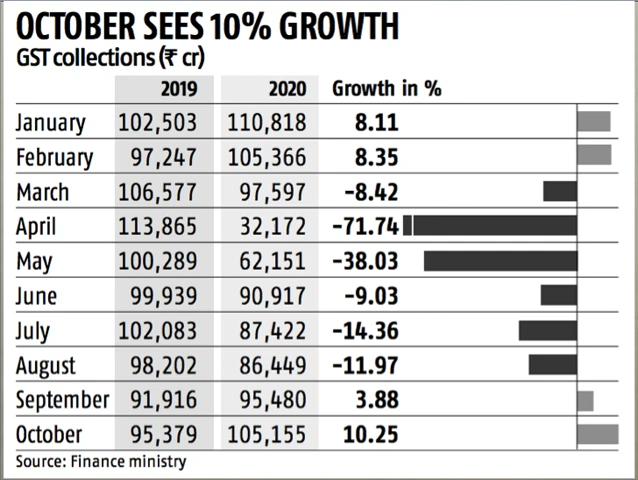 OCTOBER SEES 10% GROWTH
GST collections (₹ cr)
2019 2020 Growth in %
January 102,503 110,818 8.11
February 97,247 105,366 8.35
March 106,577 97,597 -8.42
April 113,865 32,172 -71.74
May 100,289 62,151 -38.03
June 99,939 90,917 -9.03
July 102,083 87,422 -14.36
August 98,202 86,449 -11.97
September 91,916 95,480 3.88
October 95,379 105,155 10.25
Source: Finance ministry